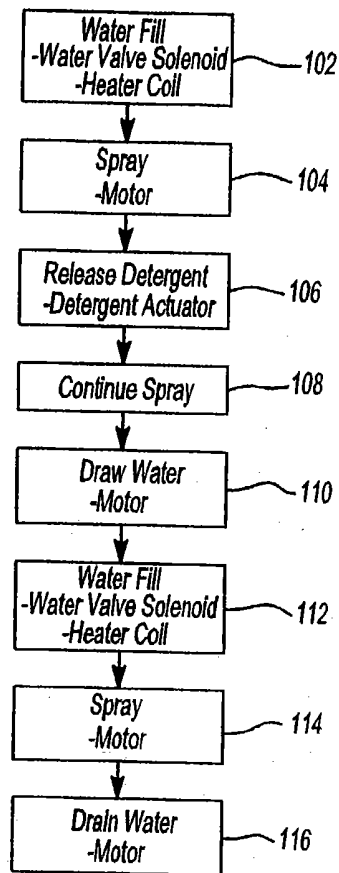 Water Fill
-Water Valve Solenoid
-Heater Coil
102
Spray
-Motor
104
Release Detergent
-Detergent Actuator
106
Continue Spray
108
Draw Water
-Motor
110
Water Fill
-Water Valve Solenoid
-Heater Coil
112
Spray
-Motor
114
Drain Water
-Motor
116